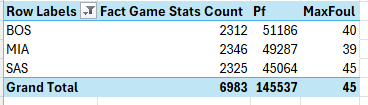 Row Labels Fact Game Stats Count Pf MaxFoul
BOS 2312 51186 40
MIA 2346 49287 39
SAS 2325 45064 45
Grand Total 6983 145537 45